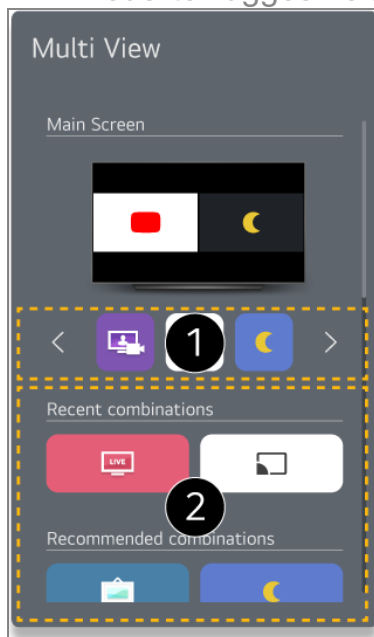 Multi View
Main Screen
1
Recent combinations
LIVE
2
Recommended combinations